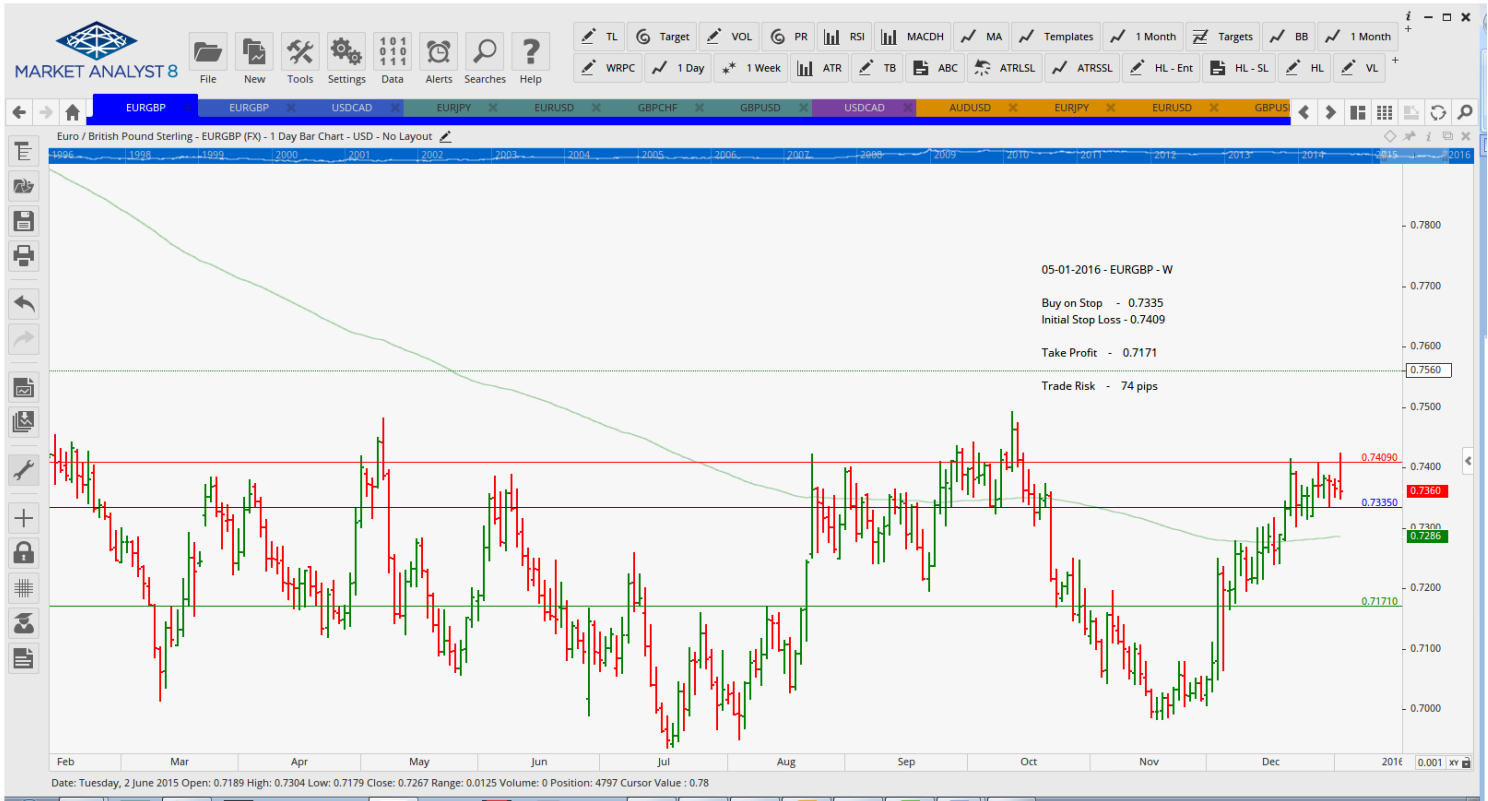 MARKET ANALYST 8
File New Tools Settings Data Alerts Searches Help
TL Target VOL PR RSI MACDH MA Templates 1 Month Targets BB 1 Month
WRPC 1 Day 1 Week ATR TB ABC ATRLSL ATRSSL HL - Ent HL - SL HL VL
EURGBP EURGBP USDCAD EURJPY EURUSD GBPCHF GBPUSD USDCAD AUDUSD EURJPY EURUSD GBPUS
Euro / British Pound Sterling - EURGBP (FX) - 1 Day Bar Chart - USD - No Layout
1996 1998 1999 2000 2001 2002 2003 2004 2005 2006 2007 2008 2009 2010 2011 2012 2013 2014 2015 2016
0.7800
05-01-2016 - EURGBP - W
0.7700
Buy on Stop - 0.7335
Initial Stop Loss - 0.7409
0.7600
Take Profit - 0.7171
0.7560
Trade Risk - 74 pips
0.7500
0.74090
0.7400
0.7360
0.73350
0.7300
0.7286
0.7200
0.71710
0.7100
0.7000
Feb Mar Apr May Jun Jul Aug Sep Oct Nov Dec 2016 0.001 XY
Date: Tuesday, 2 June 2015 Open: 0.7189 High: 0.7304 Low: 0.7179 Close: 0.7267 Range: 0.0125 Volume: 0 Position: 4797 Cursor Value : 0.78